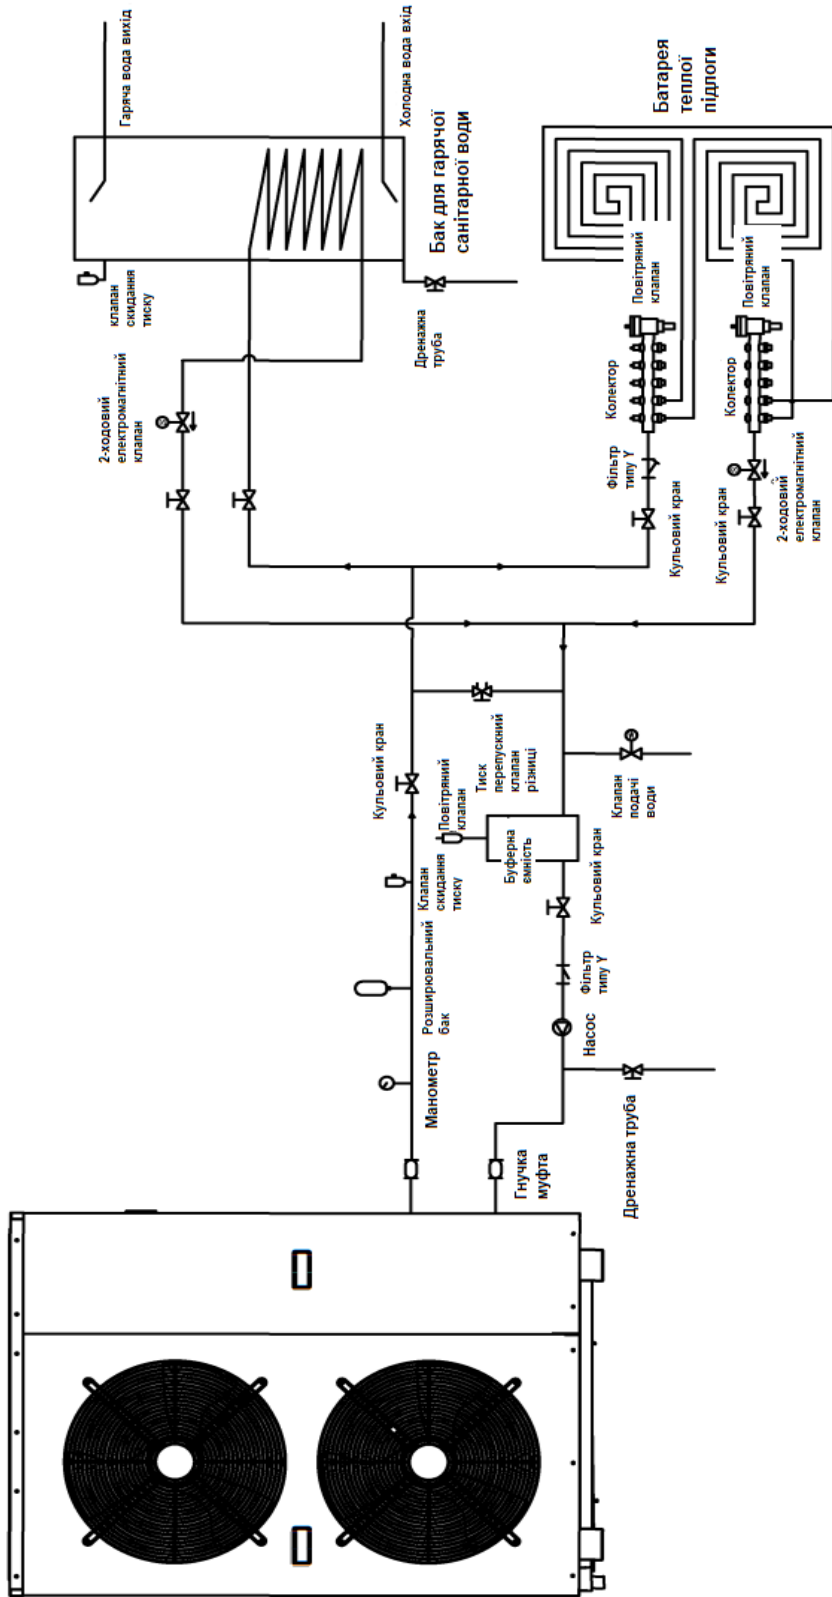 Гаряча вода вихід
Холодна вода вхід
клапан
скидання
тиску
Бак для гарячої
санітарної води
Дренажна
труба
2-ходовий
електромагнітний
клапан
Батарея
теплої
підлоги
Повітряний
клапан
Повітряний
клапан
Колектор
Колектор
Фільтр
типу Y
Кульовий кран
Кульовий кран
2-ходовий
електромагнітний
клапан
Кульовий кран
Тиск
перепускний
клапан
різниці
Повітряний
клапан
Клапан
скидання
тиску
Буферна
ємність
Клапан
подачі
води
Кульовий кран
Розширювальний
бак
Фільтр
типу Y
Насос
Манометр
Гнучка
муфта
Дренажна труба